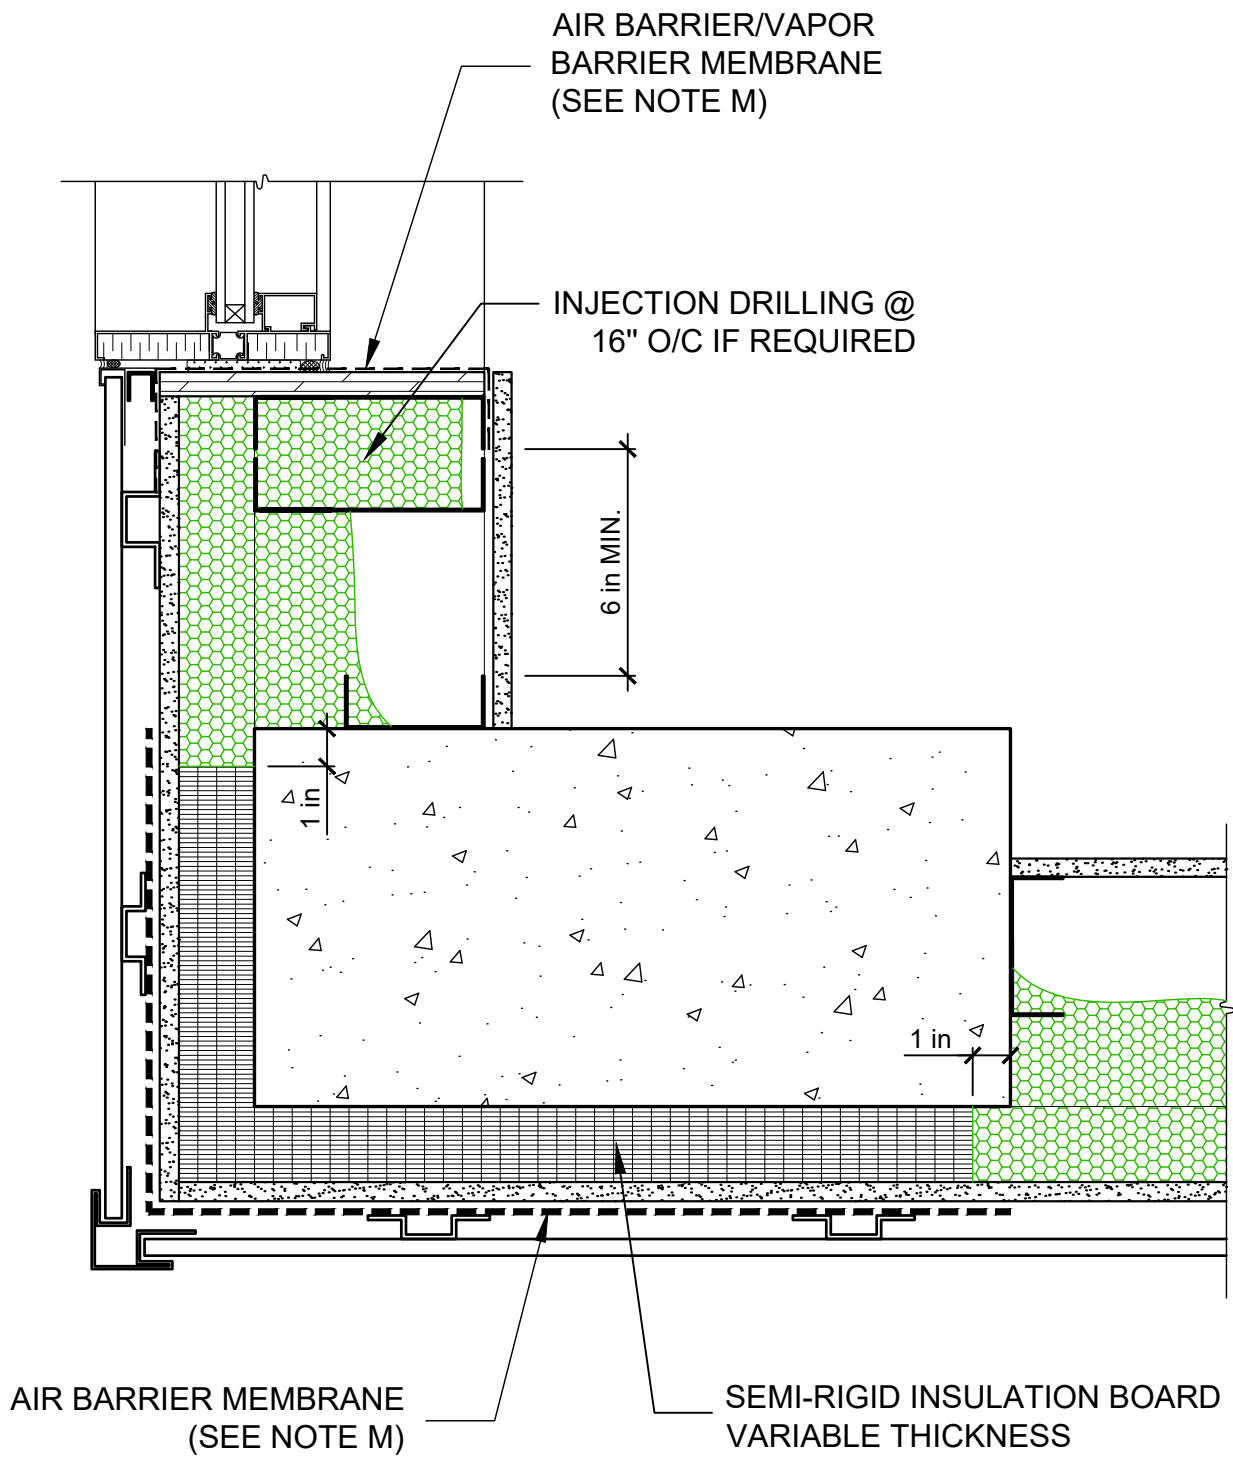 AIR BARRIER/VAPOR
BARRIER MEMBRANE
(SEE NOTE M)
INJECTION DRILLING @
16" O/C IF REQUIRED
6 in MIN.
1 in
1 in
AIR BARRIER MEMBRANE
(SEE NOTE M)
SEMI-RIGID INSULATION BOARD
VARIABLE THICKNESS